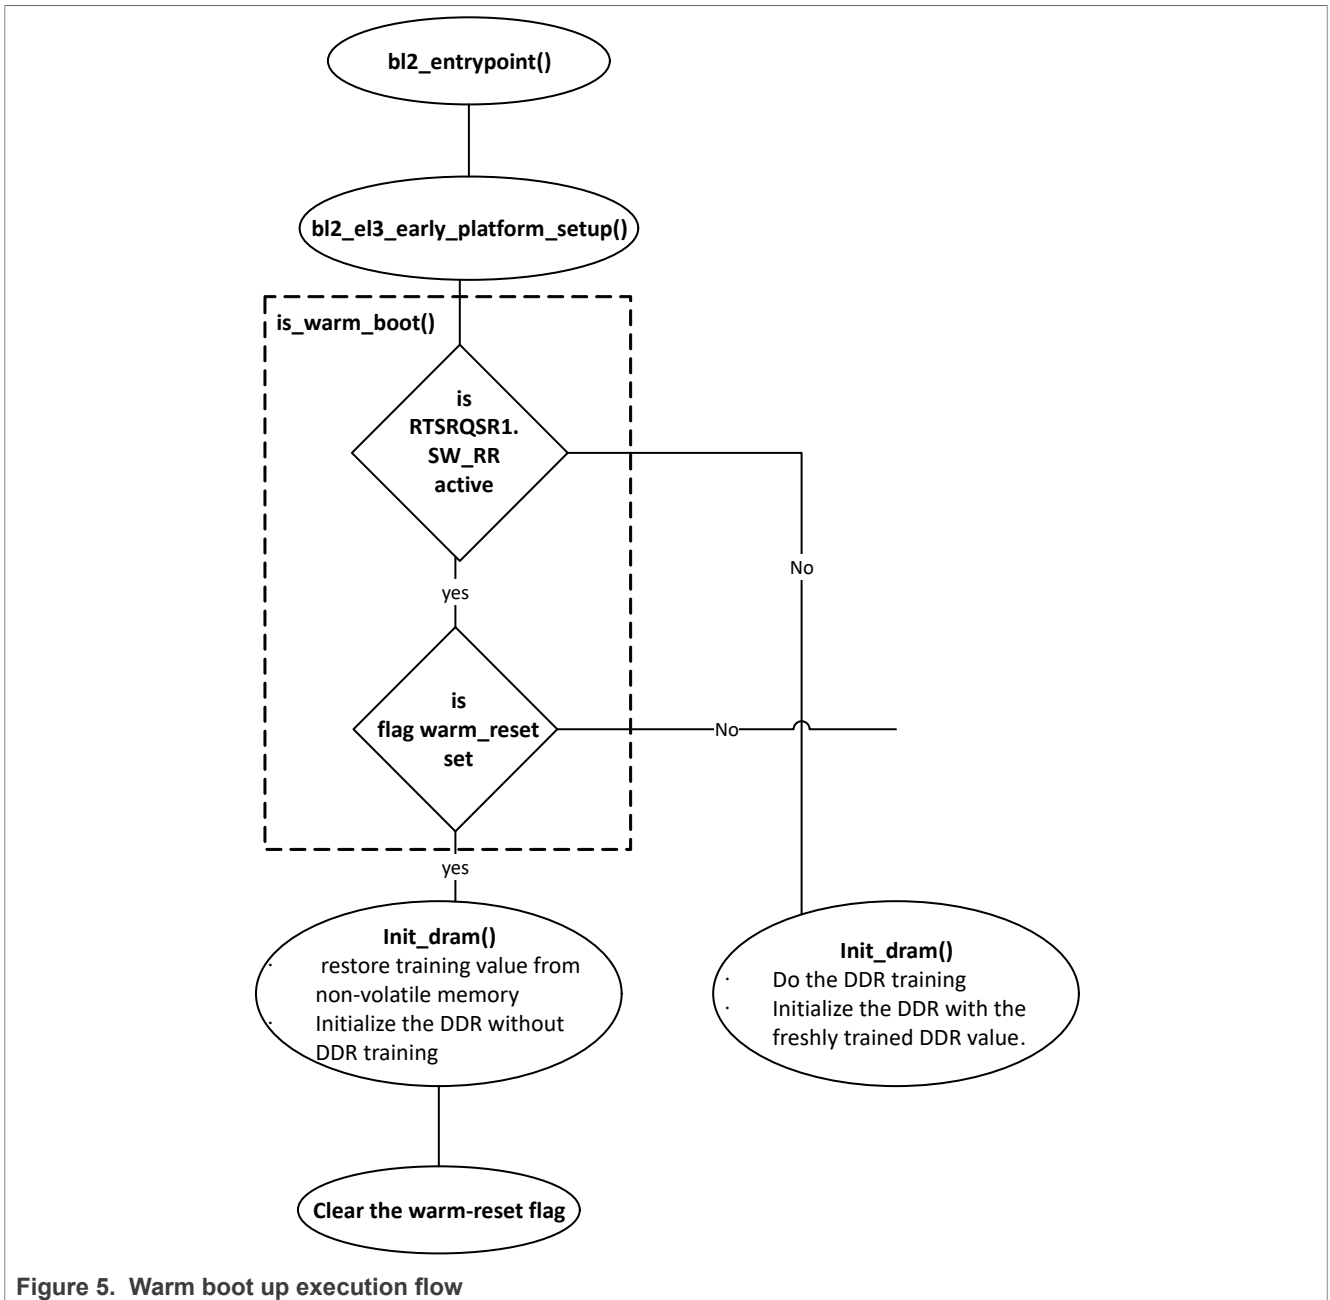 bl2_entrypoint()
bl2_el3_early_platform_setup()
is_warm_boot()
is
RTSRQSR1.
SW_RR
active
No
yes
is
flag warm_reset
set
No
yes
Init_dram()
· restore training value from
non-volatile memory
· Initialize the DDR without
DDR training
Init_dram()
· Do the DDR training
· Initialize the DDR with the
freshly trained DDR value.
Clear the warm-reset flag
Figure 5. Warm boot up execution flow